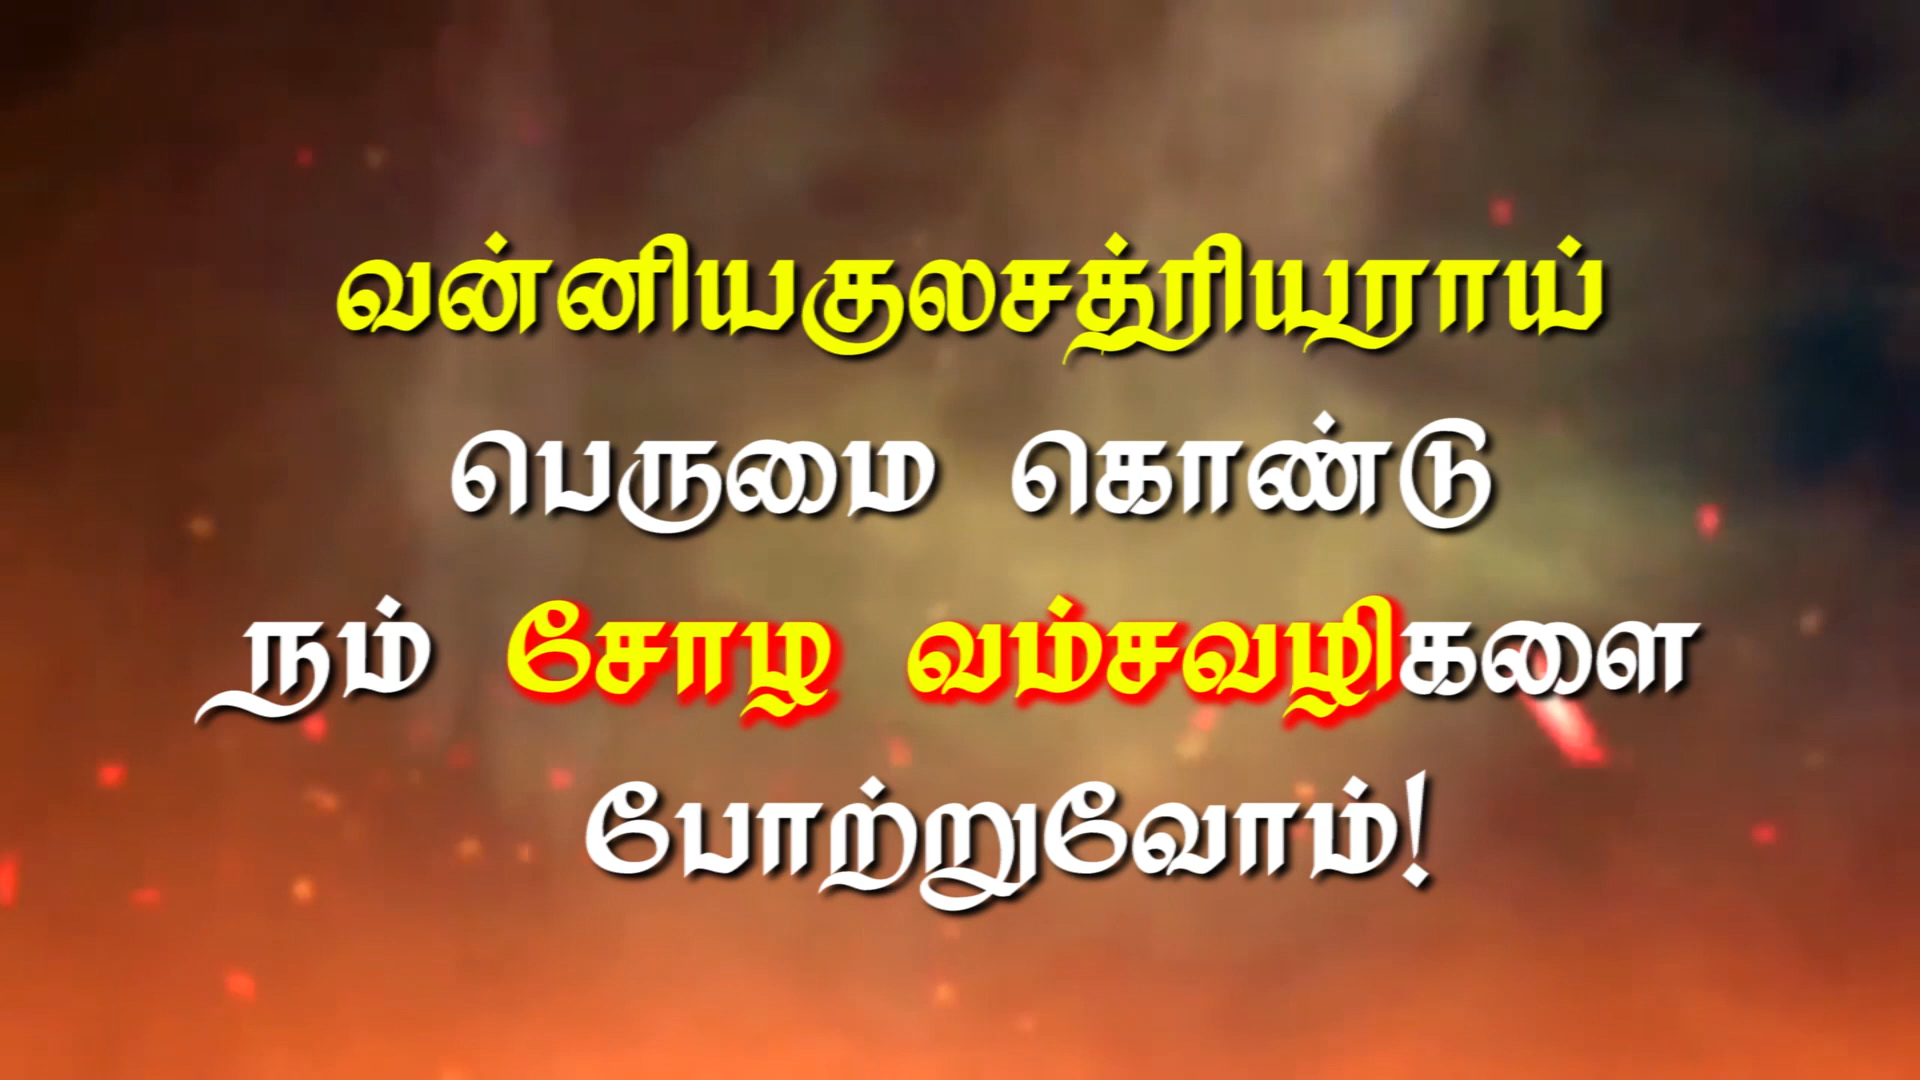 வன்னியகுலசத்ரியராய்
பெருமை கொண்டு
நம் சோழ வம்சவழிகளை
போற்றுவோம்!